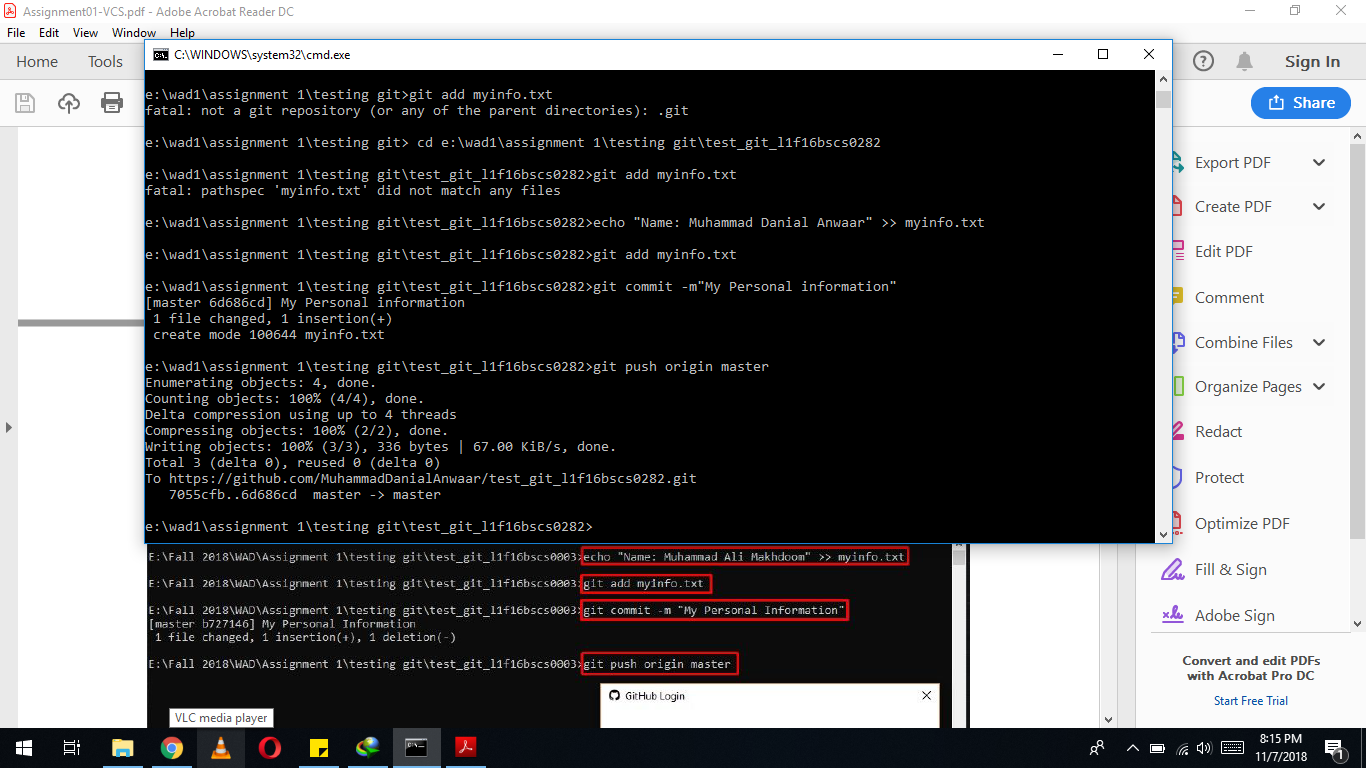 Assignment01-VCS.pdf - Adobe Acrobat Reader DC
File Edit View Window Help
Home Tools
Sign In
Share
C:\WINDOWS\system32\cmd.exe
e:\wad1\assignment 1\testing git>git add myinfo.txt
fatal: not a git repository (or any of the parent directories): .git
e:\wad1\assignment 1\testing git> cd e:\wad1\assignment 1\testing git\test_git_l1f16bscs0282
e:\wad1\assignment 1\testing git\test_git_l1f16bscs0282>git add myinfo.txt
fatal: pathspec 'myinfo.txt' did not match any files
e:\wad1\assignment 1\testing git\test_git_l1f16bscs0282>echo "Name: Muhammad Danial Anwaar" >> myinfo.txt
e:\wad1\assignment 1\testing git\test_git_l1f16bscs0282>git add myinfo.txt
e:\wad1\assignment 1\testing git\test_git_l1f16bscs0282>git commit -m"My Personal information"
[master 6d686cd] My Personal information
1 file changed, 1 insertion(+)
create mode 100644 myinfo.txt
e:\wad1\assignment 1\testing git\test_git_l1f16bscs0282>git push origin master
Enumerating objects: 4, done.
Counting objects: 100% (4/4), done.
Delta compression using up to 4 threads
Compressing objects: 100% (2/2), done.
Writing objects: 100% (3/3), 336 bytes | 67.00 KiB/s, done.
Total 3 (delta 0), reused 0 (delta 0)
To https://github.com/MuhammadDanialAnwaar/test_git_l1f16bscs0282.git
7055cfb..6d686cd  master -> master
e:\wad1\assignment 1\testing git\test_git_l1f16bscs0282>
E:\Fall 2018\WAD\Assignment 1\testing git\test_git_l1f16bscs0003>echo "Name: Muhammad Ali Makhdoom" >> myinfo.txt
E:\Fall 2018\WAD\Assignment 1\testing git\test_git_l1f16bscs0003>git add myinfo.txt
E:\Fall 2018\WAD\Assignment 1\testing git\test_git_l1f16bscs0003>git commit -m "My Personal Information"
[master b727146] My Personal Information
1 file changed, 1 insertion(+), 1 deletion(-)
E:\Fall 2018\WAD\Assignment 1\testing git\test_git_l1f16bscs0003>git push origin master
GitHub Login
VLC media player
Export PDF
Create PDF
Edit PDF
Comment
Combine Files
Organize Pages
Redact
Protect
Optimize PDF
Fill & Sign
Adobe Sign
Convert and edit PDFs
with Acrobat Pro DC
Start Free Trial
8:15 PM
11/7/2018
1